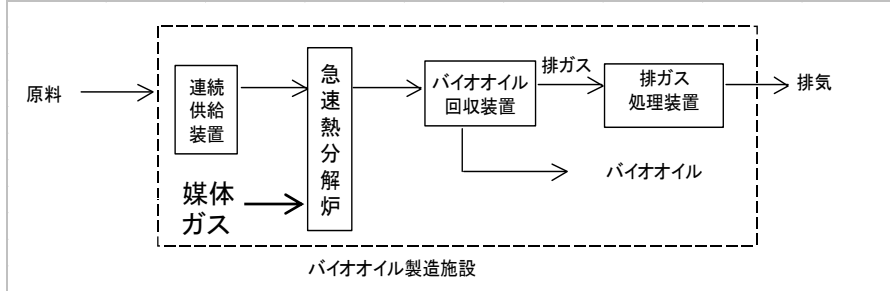 原料
連続
供給
装置
急速熱分解炉
媒体
ガス
バイオオイル
回収装置
排ガス
排ガス
処理装置
排気
バイオオイル
バイオオイル製造施設